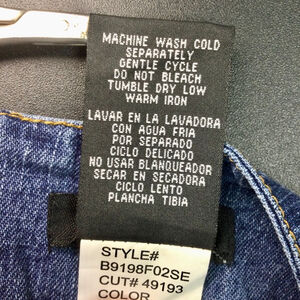 MACHINE WASH COLD
SEPARATELY
GENTLE CYCLE
DO NOT BLEACH
TUMBLE DRY LOW
WARM IRON
LAVAR EN LA LAVADORA
CON AGUA FRIA
POR SEPARADO
CICLO DELICADO
NO USAR BLANQUEADOR
SECAR EN SECADORA
CICLO LENTO
PLANCHA TIBIA
STYLE#
B9198F02SE
CUT# 49193
COLOR